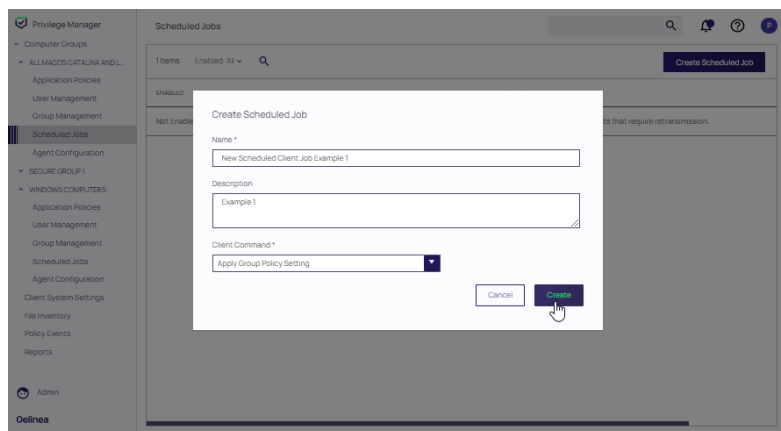 Privilege Manager
Computer Groups
ALL MACOS CATALINA AND L...
Application Policies
User Management
Group Management
Scheduled Jobs
Agent Configuration
SECURE GROUP 1
WINDOWS COMPUTERS
Application Policies
User Management
Group Management
Scheduled Jobs
Agent Configuration
Client System Settings
File Inventory
Policy Events
Reports
Admin
Delinea
Scheduled Jobs
P
1 Items Enabled: All
Create Scheduled Job
ENABLED
Not Enable
ts that require retransmission.
Create Scheduled Job
Name *
New Scheduled Client Job Example 1
Description
Example 1
Client Command *
Apply Group Policy Setting
Cancel Create